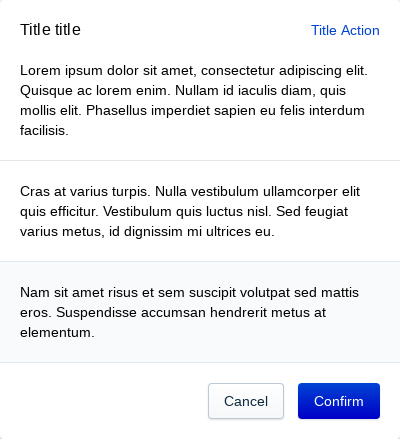 Title title
Title Action
Lorem ipsum dolor sit amet, consectetur adipiscing elit.
Quisque ac lorem enim. Nullam id iaculis diam, quis
mollis elit. Phasellus imperdiet sapien eu felis interdum
facilisis.
Cras at varius turpis. Nulla vestibulum ullamcorper elit
quis efficitur. Vestibulum quis luctus nisl. Sed feugiat
varius metus, id dignissim mi ultrices eu.
Nam sit amet risus et sem suscipit volutpat sed mattis
eros. Suspendisse accumsan hendrerit metus at
elementum.
Cancel
Confirm